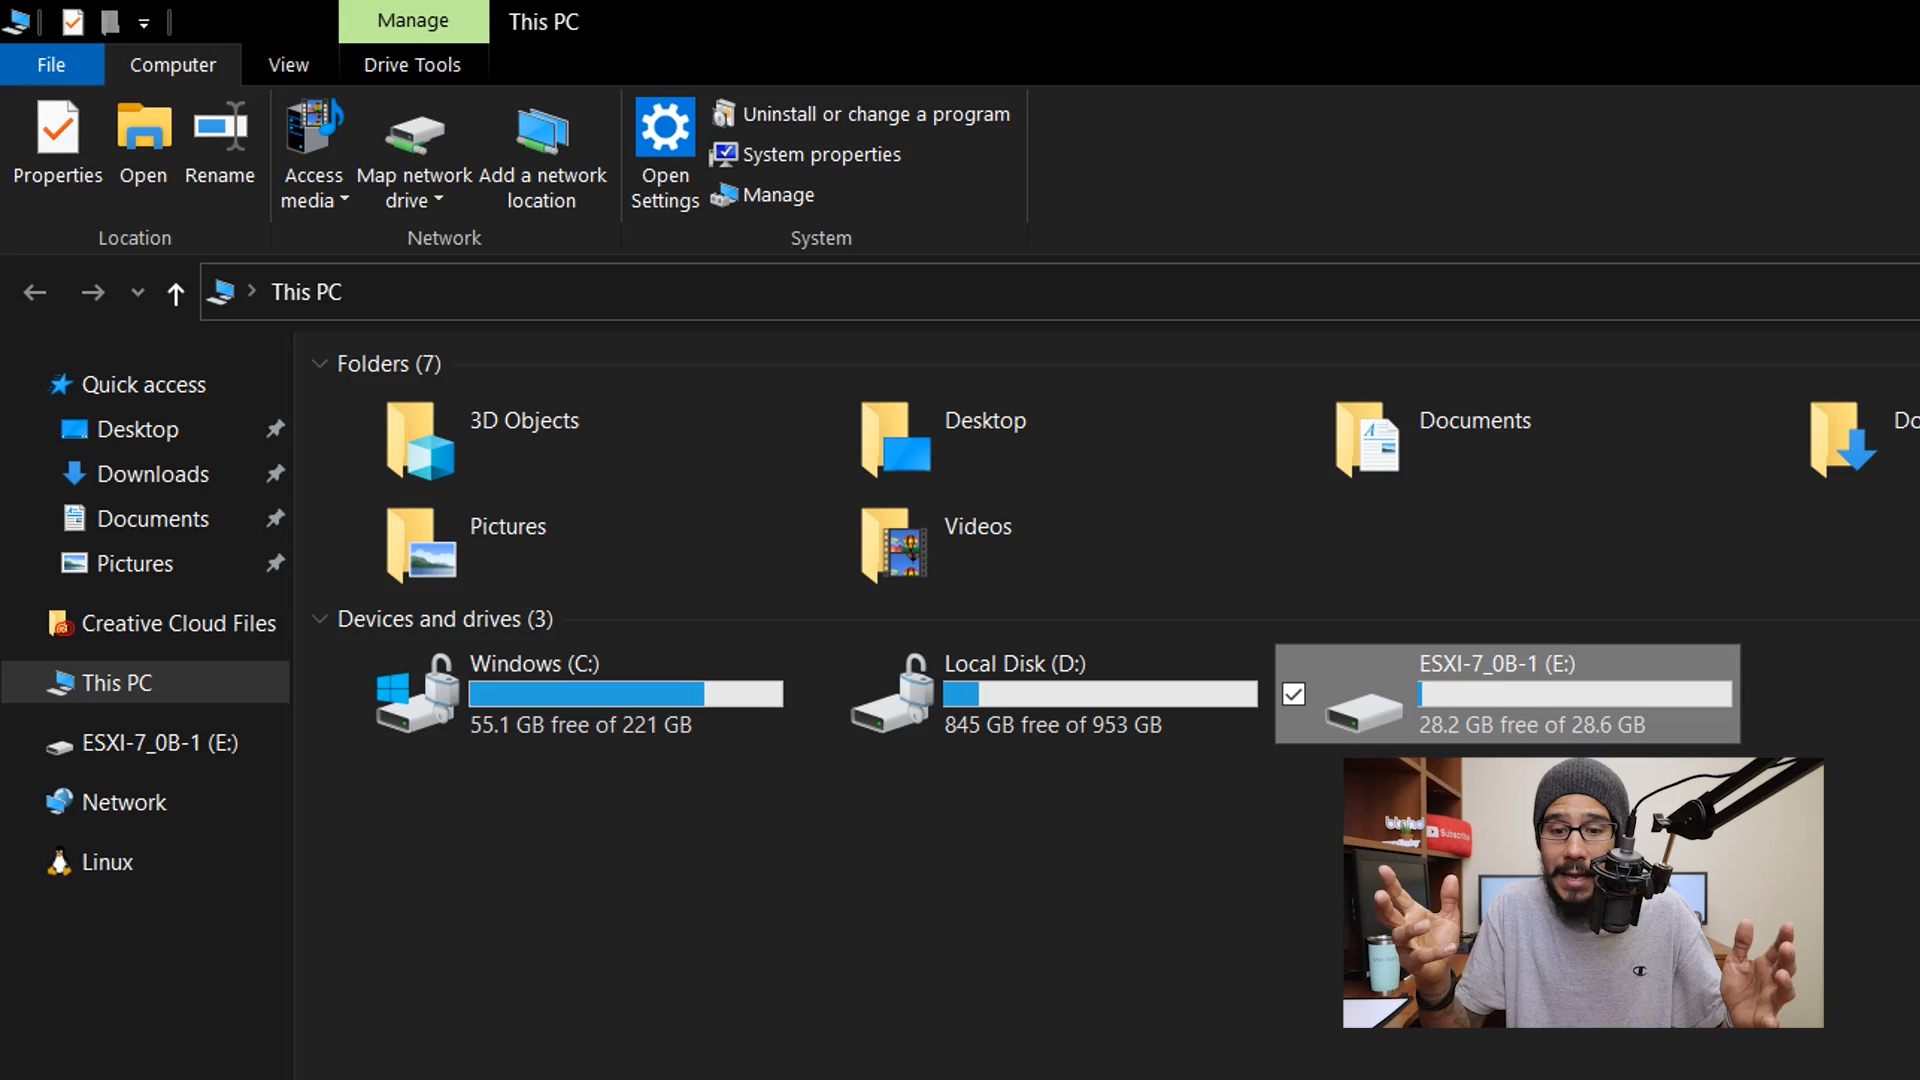 Manage
This PC
File
Computer
View
Drive Tools
Properties
Open
Rename
Access
media
Map network
drive
Add a network
location
Open
Settings
Uninstall or change a program
System properties
Manage
Location
Network
System
This PC
Quick access
Desktop
Downloads
Documents
Pictures
Creative Cloud Files
This PC
ESXI-7_0B-1 (E:)
Network
Linux
Folders (7)
3D Objects
Desktop
Documents
Do
Pictures
Videos
Devices and drives (3)
Windows (C:)
55.1 GB free of 221 GB
Local Disk (D:)
845 GB free of 953 GB
ESXI-7_0B-1 (E:)
28.2 GB free of 28.6 GB
Subscribe